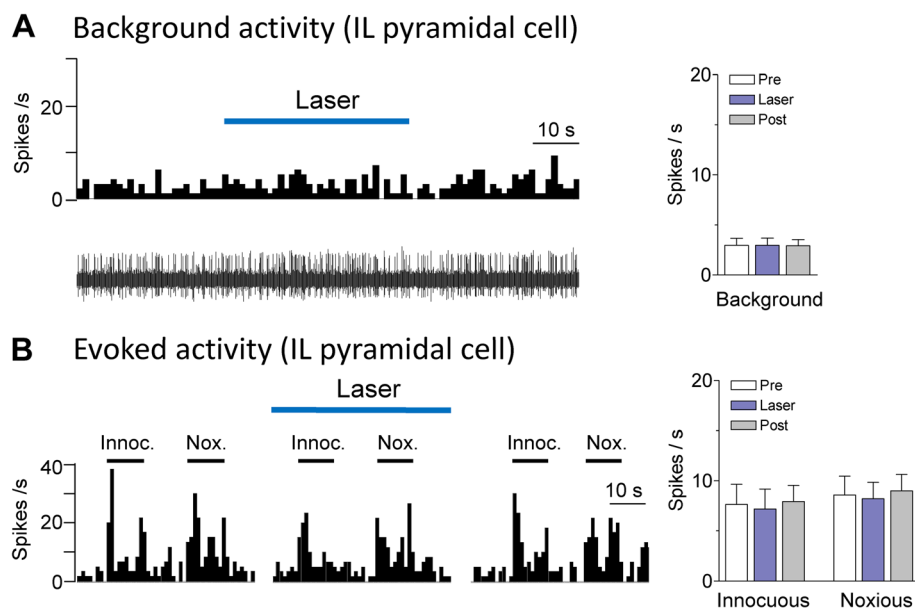 A Background activity (IL pyramidal cell)
Spikes /s
20
0
Laser
10 s
Spikes / s
20
10
0
Pre
Laser
Post
Background
B Evoked activity (IL pyramidal cell)
Laser
Innoc. Nox. Innoc. Nox. Innoc. Nox.
Spikes /s
40
20
0
10 s
Spikes / s
20
10
0
Pre
Laser
Post
Innocuous Noxious